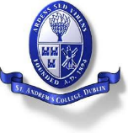 ARDENS SED VIRENS
FOUNDED A.D. 1894
ST. ANDREW'S COLLEGE DUBLIN